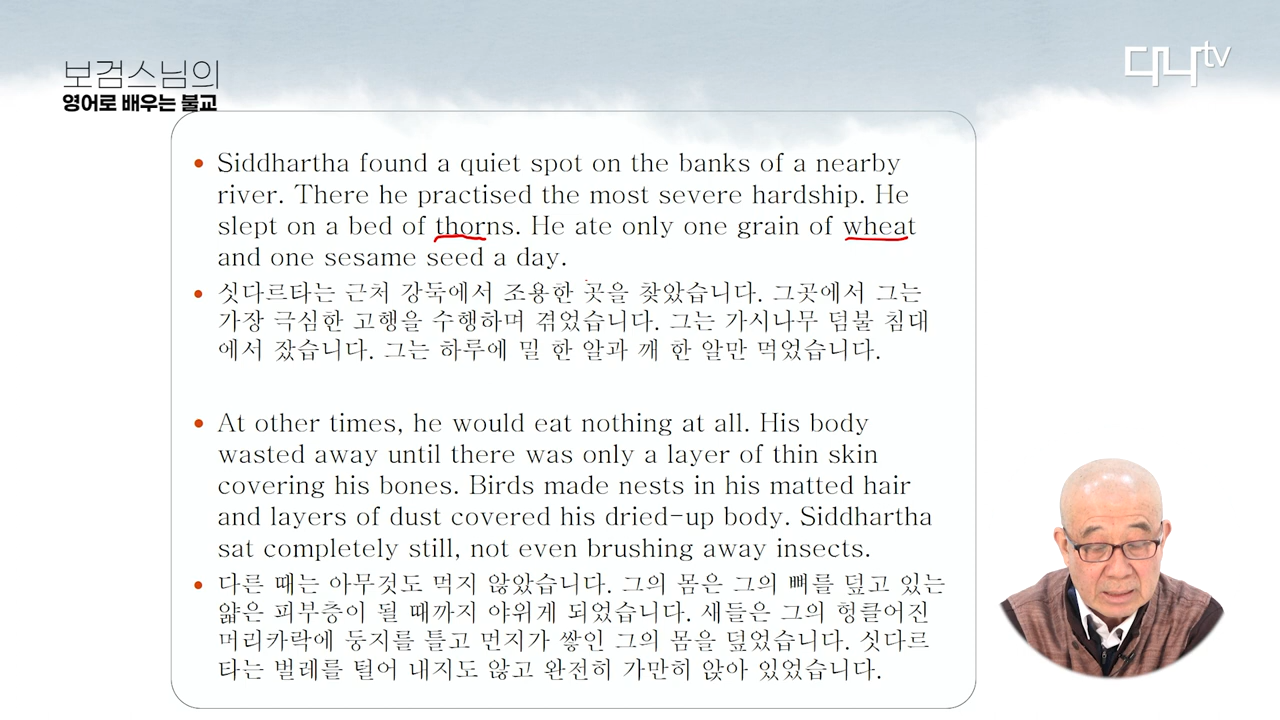 보검스님의
영어로 배우는 불교
다나tv
• Siddhartha found a quiet spot on the banks of a nearby
river. There he practised the most severe hardship. He
slept on a bed of thorns. He ate only one grain of wheat
and one sesame seed a day.
• 싯다르타는 근처 강둑에서 조용한 곳을 찾았습니다. 그곳에서 그는
가장 극심한 고행을 수행하며 겪었습니다. 그는 가시나무 덤불 침대
에서 잤습니다. 그는 하루에 밀 한 알과 깨 한 알만 먹었습니다.
• At other times, he would eat nothing at all. His body
wasted away until there was only a layer of thin skin
covering his bones. Birds made nests in his matted hair
and layers of dust covered his dried-up body. Siddhartha
sat completely still, not even brushing away insects.
• 다른 때는 아무것도 먹지 않았습니다. 그의 몸은 그의 뼈를 덮고 있는
얇은 피부층이 될 때까지 야위게 되었습니다. 새들은 그의 헝클어진
머리카락에 둥지를 틀고 먼지가 쌓인 그의 몸을 덮었습니다. 싯다르
타는 벌레를 털어 내지도 않고 완전히 가만히 앉아 있었습니다.